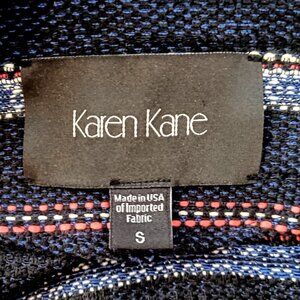 Karen Kane
Made in USA
of Imported
Fabric
S